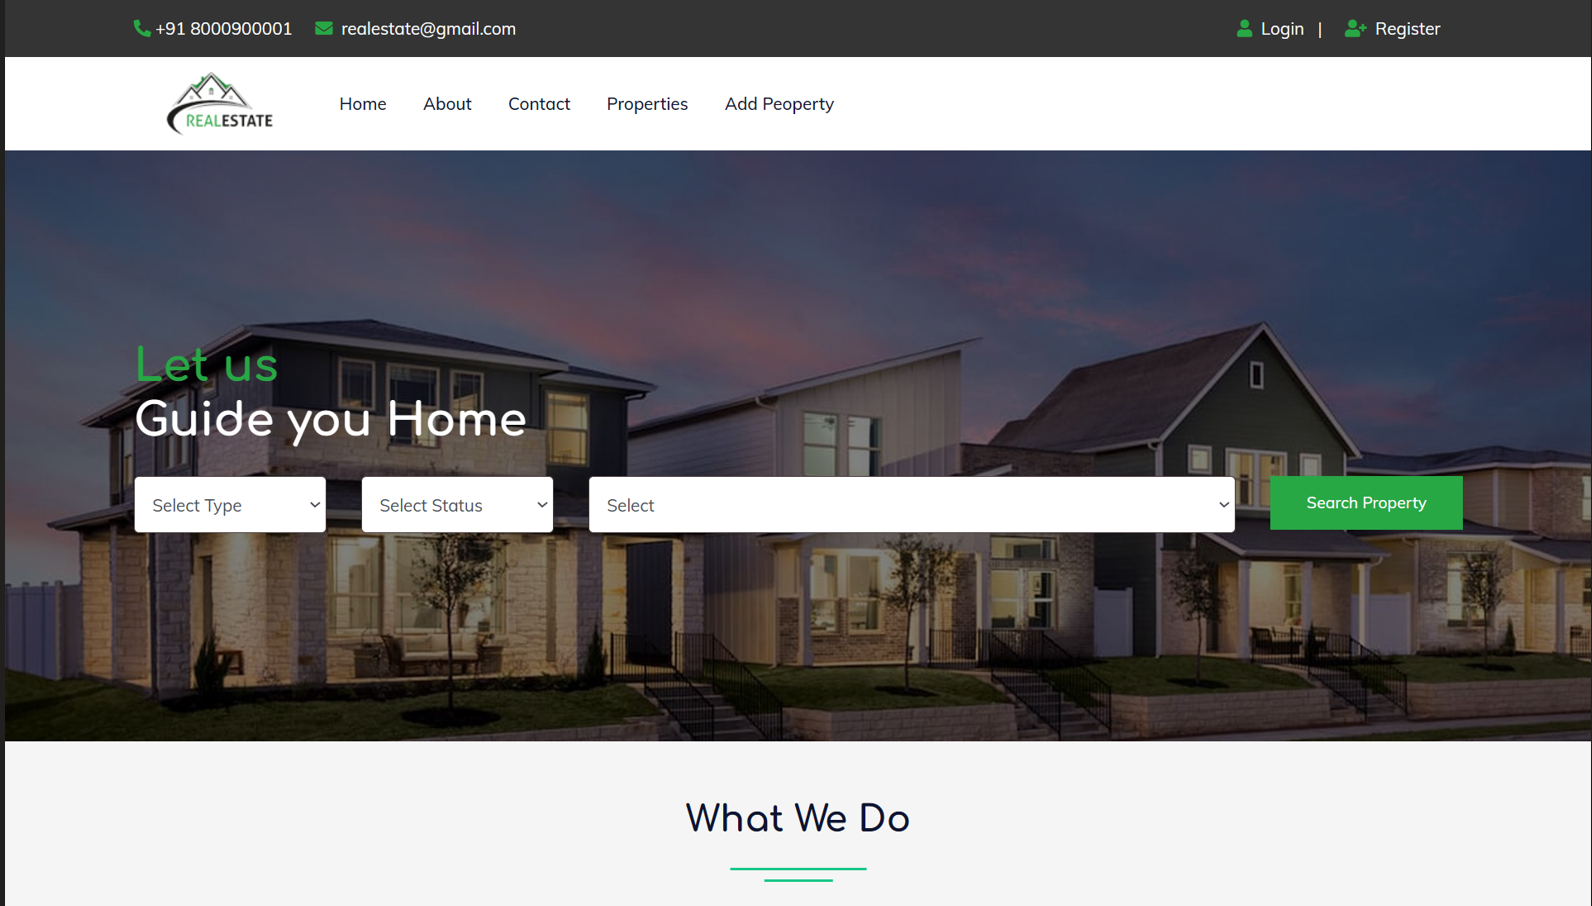 +91 8000900001 realestate@gmail.com Login | Register
REALESTATE
Home About Contact Properties Add Peoperty
Let us
Guide you Home
Select Type Select Status Select Search Property
What We Do